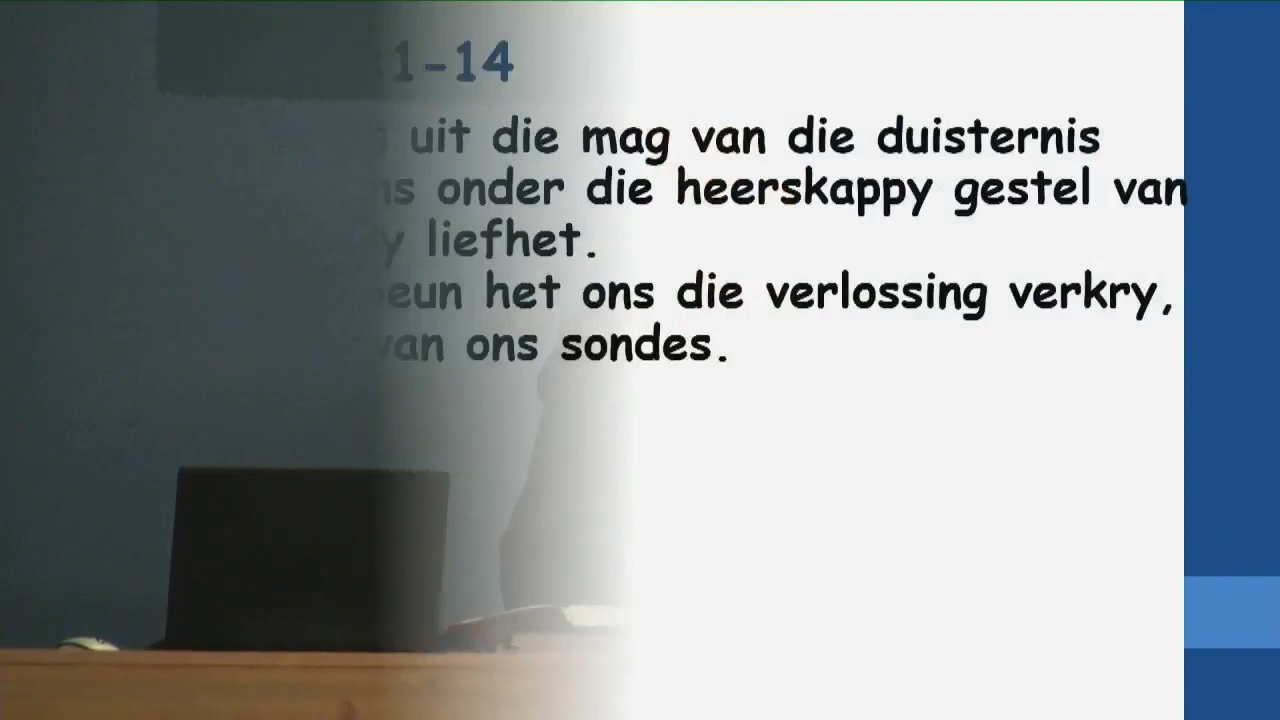 1-14
uit die mag van die duisternis
onder die heerskappy gestel van
liefhet.
het ons die verlossing verkry,
van ons sondes.